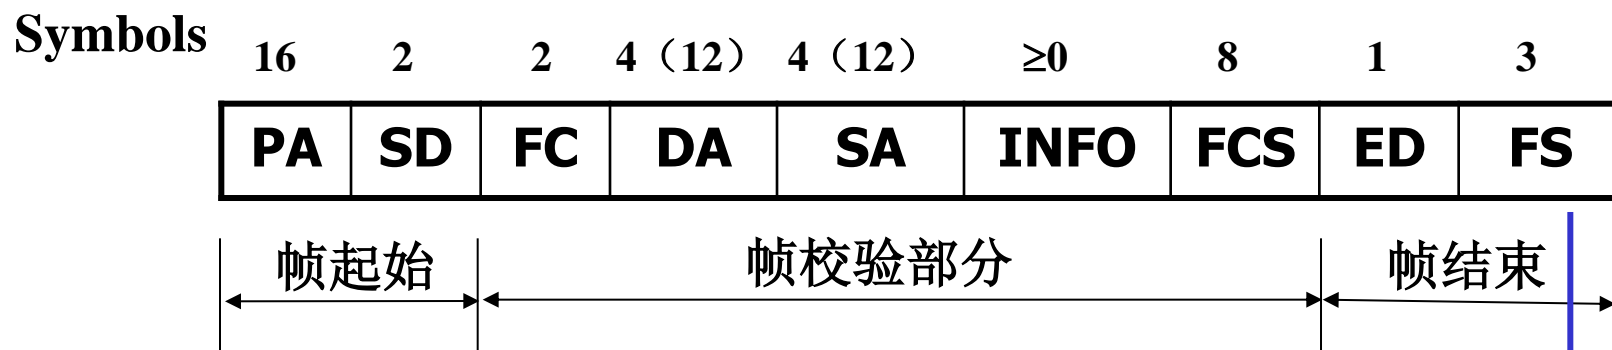 Symbols 16 2 2 4（12） 4（12） ≥0 8 1 3
PA SD FC DA SA INFO FCS ED FS
帧起始 帧校验部分 帧结束